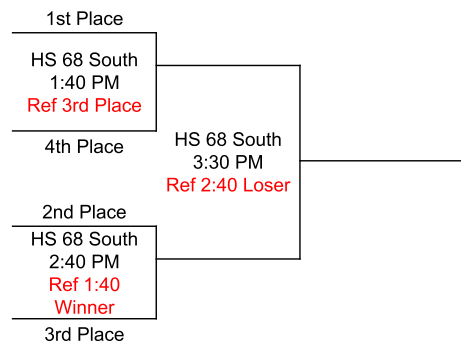 1st Place
HS 68 South
1:40 PM
Ref 3rd Place
4th Place
HS 68 South
3:30 PM
Ref 2:40 Loser
2nd Place
HS 68 South
2:40 PM
Ref 1:40
Winner
3rd Place